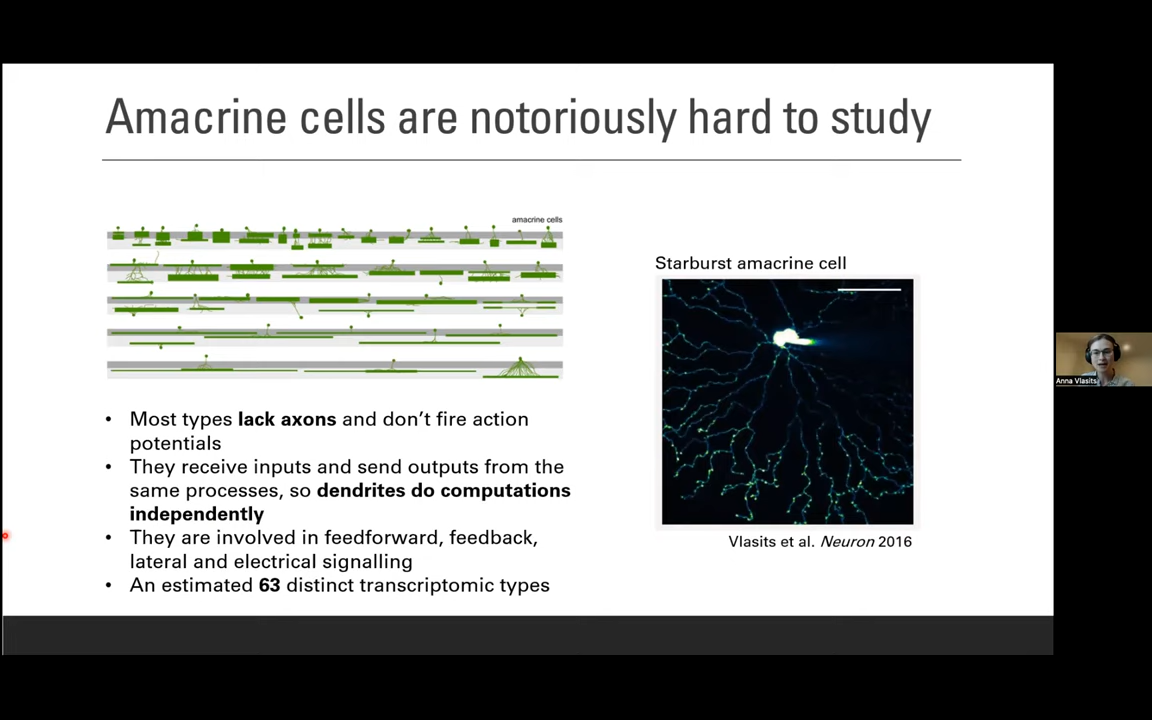 Amacrine cells are notoriously hard to study
amacrine cells
• Most types lack axons and don’t fire action
potentials
• They receive inputs and send outputs from the
same processes, so dendrites do computations
independently
• They are involved in feedforward, feedback,
lateral and electrical signalling
• An estimated 63 distinct transcriptomic types
Starburst amacrine cell
Vlasits et al. Neuron 2016
Anna Vlasits